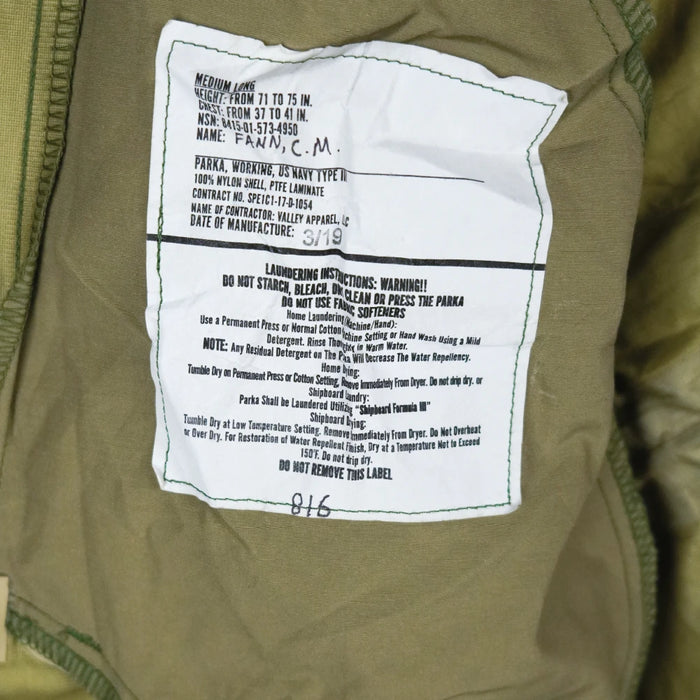 MEDIUM LONG
HEIGHT: FROM 71 TO 75 IN.
CHEST: FROM 37 TO 41 IN.
NSN: 8415-01-573-4950
NAME: FANN, C.M.
PARKA, WORKING, US NAVY TYPE III
100% NYLON SHELL, PTFE LAMINATE
CONTRACT NO. SPE1C1-17-D-1054
NAME OF CONTRACTOR: VALLEY APPAREL, LLC
DATE OF MANUFACTURE: 3/19
LAUNDERING INSTRUCTIONS: WARNING!!
DO NOT STARCH, BLEACH, DRY CLEAN OR PRESS THE PARKA
DO NOT USE FABRIC SOFTENERS
Home Laundering (Machine/Hand):
Use a Permanent Press or Normal Cotton Machine Setting or Hand Wash Using a Mild
Detergent. Rinse Thoroughly in Warm Water.
NOTE: Any Residual Detergent on The Parka Will Decrease The Water Repellency.
Home Drying:
Tumble Dry on Permanent Press or Cotton Setting, Remove Immediately From Dryer. Do not drip dry. or
Shipboard Laundry:
Parka Shall be Laundered Utilizing "Shipboard Formula III"
Shipboard Drying:
Tumble Dry at Low Temperature Setting. Remove Immediately From Dryer. Do Not Overheat
or Over Dry. For Restoration of Water Repellent Finish, Dry at a Temperature Not to Exceed
150°F. Do not drip dry.
DO NOT REMOVE THIS LABEL